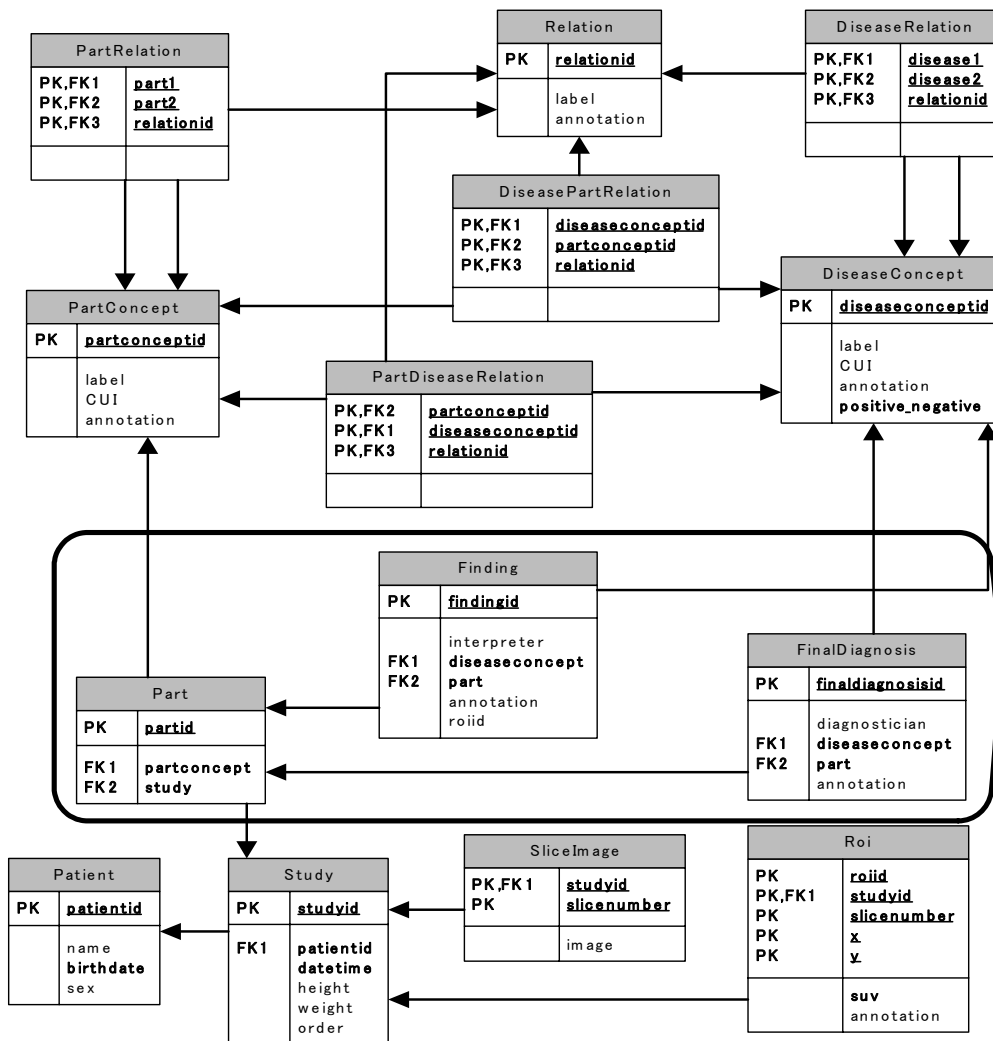 PartRelation
PK,FK1 part1
PK,FK2 part2
PK,FK3 relationid
Relation
PK relationid
label
annotation
DiseaseRelation
PK,FK1 disease1
PK,FK2 disease2
PK,FK3 relationid
DiseasePartRelation
PK,FK1 diseaseconceptid
PK,FK2 partconceptid
PK,FK3 relationid
PartConcept
PK partconceptid
label
CUI
annotation
DiseaseConcept
PK diseaseconceptid
label
CUI
annotation
positive_negative
PartDiseaseRelation
PK,FK2 partconceptid
PK,FK1 diseaseconceptid
PK,FK3 relationid
Finding
PK findingid
interpreter
FK1 diseaseconcept
FK2 part
annotation
roiid
FinalDiagnosis
PK finaldiagnosisid
diagnostician
FK1 diseaseconcept
FK2 part
annotation
Part
PK partid
FK1 partconcept
FK2 study
Patient
PK patientid
name
birthdate
sex
Study
PK studyid
FK1 patientid
datetime
height
weight
order
SliceImage
PK,FK1 studyid
PK slicenumber
image
Roi
PK roiid
PK,FK1 studyid
PK slicenumber
PK x
PK y
suv
annotation